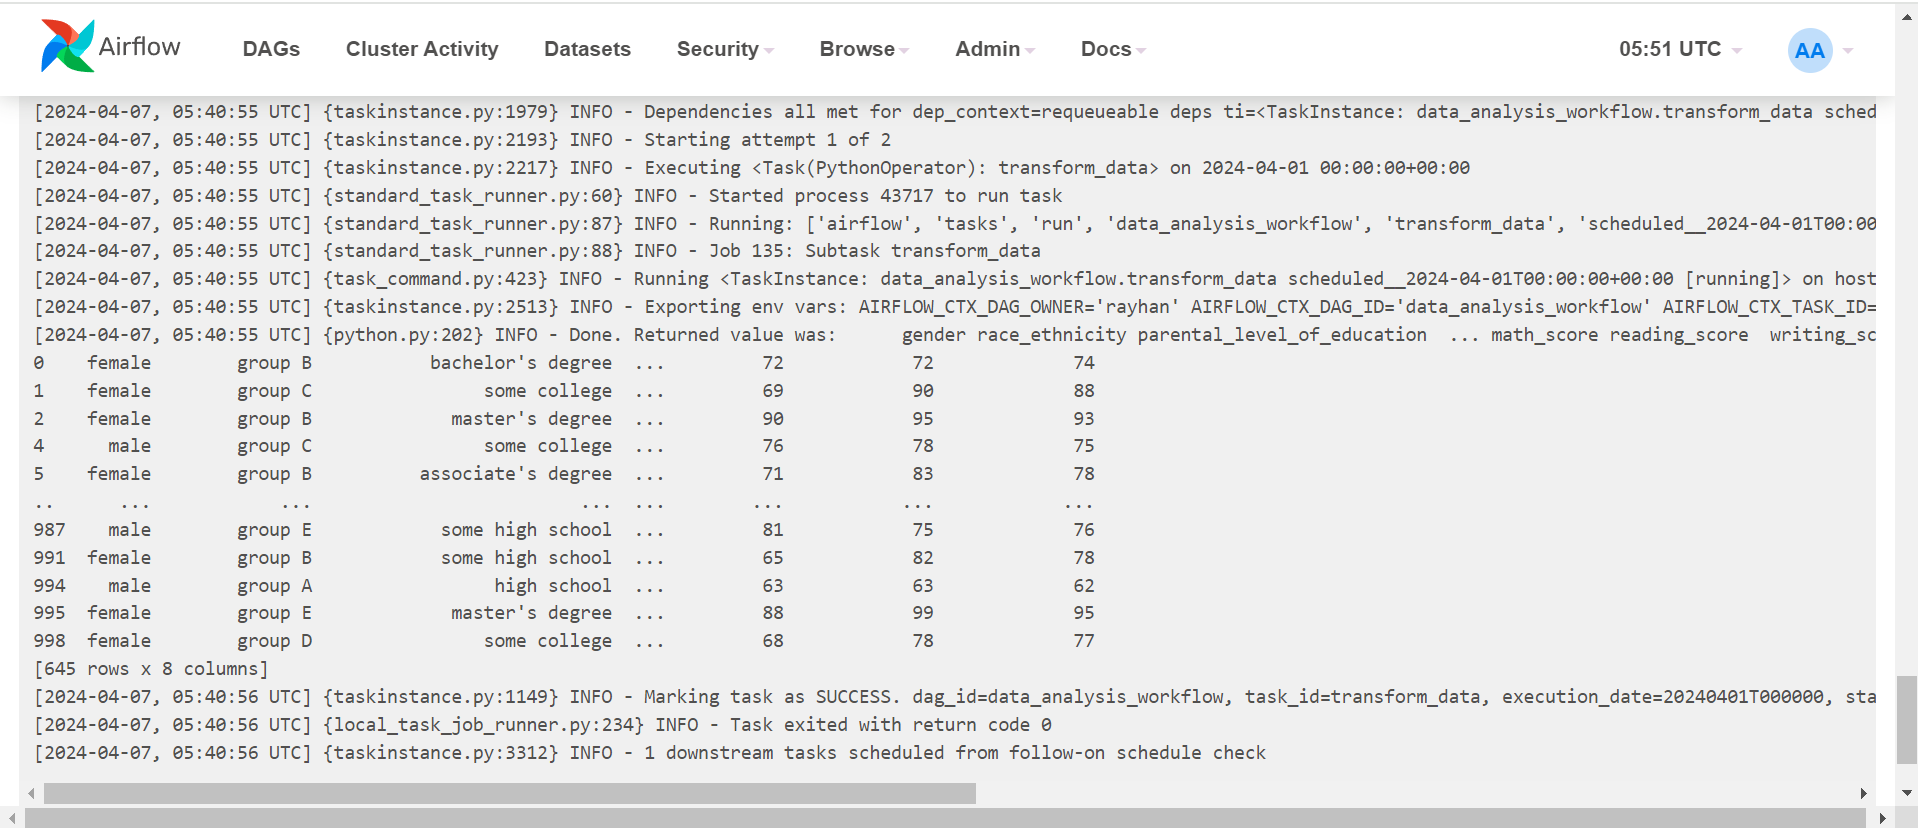 Airflow DAGs Cluster Activity Datasets Security Browse Admin Docs 05:51 UTC AA
[2024-04-07, 05:40:55 UTC] {taskinstance.py:1979} INFO - Dependencies all met for dep_context=requeueable deps ti=<TaskInstance: data_analysis_workflow.transform_data sched
[2024-04-07, 05:40:55 UTC] {taskinstance.py:2193} INFO - Starting attempt 1 of 2
[2024-04-07, 05:40:55 UTC] {taskinstance.py:2217} INFO - Executing <Task(PythonOperator): transform_data> on 2024-04-01 00:00:00+00:00
[2024-04-07, 05:40:55 UTC] {standard_task_runner.py:60} INFO - Started process 43717 to run task
[2024-04-07, 05:40:55 UTC] {standard_task_runner.py:87} INFO - Running: ['airflow', 'tasks', 'run', 'data_analysis_workflow', 'transform_data', 'scheduled__2024-04-01T00:00
[2024-04-07, 05:40:55 UTC] {standard_task_runner.py:88} INFO - Job 135: Subtask transform_data
[2024-04-07, 05:40:55 UTC] {task_command.py:423} INFO - Running <TaskInstance: data_analysis_workflow.transform_data scheduled__2024-04-01T00:00:00+00:00 [running]> on host
[2024-04-07, 05:40:55 UTC] {taskinstance.py:2513} INFO - Exporting env vars: AIRFLOW_CTX_DAG_OWNER='rayhan' AIRFLOW_CTX_DAG_ID='data_analysis_workflow' AIRFLOW_CTX_TASK_ID=
[2024-04-07, 05:40:55 UTC] {python.py:202} INFO - Done. Returned value was: gender race_ethnicity parental_level_of_education ... math_score reading_score writing_sc
0 female group B bachelor's degree ... 72 72 74
1 female group C some college ... 69 90 88
2 female group B master's degree ... 90 95 93
4 male group C some college ... 76 78 75
5 female group B associate's degree ... 71 83 78
.. ... ... ... ... ... ... ...
987 male group E some high school ... 81 75 76
991 female group B some high school ... 65 82 78
994 male group A high school ... 63 63 62
995 female group E master's degree ... 88 99 95
998 female group D some college ... 68 78 77
[645 rows x 8 columns]
[2024-04-07, 05:40:56 UTC] {taskinstance.py:1149} INFO - Marking task as SUCCESS. dag_id=data_analysis_workflow, task_id=transform_data, execution_date=20240401T000000, sta
[2024-04-07, 05:40:56 UTC] {local_task_job_runner.py:234} INFO - Task exited with return code 0
[2024-04-07, 05:40:56 UTC] {taskinstance.py:3312} INFO - 1 downstream tasks scheduled from follow-on schedule check